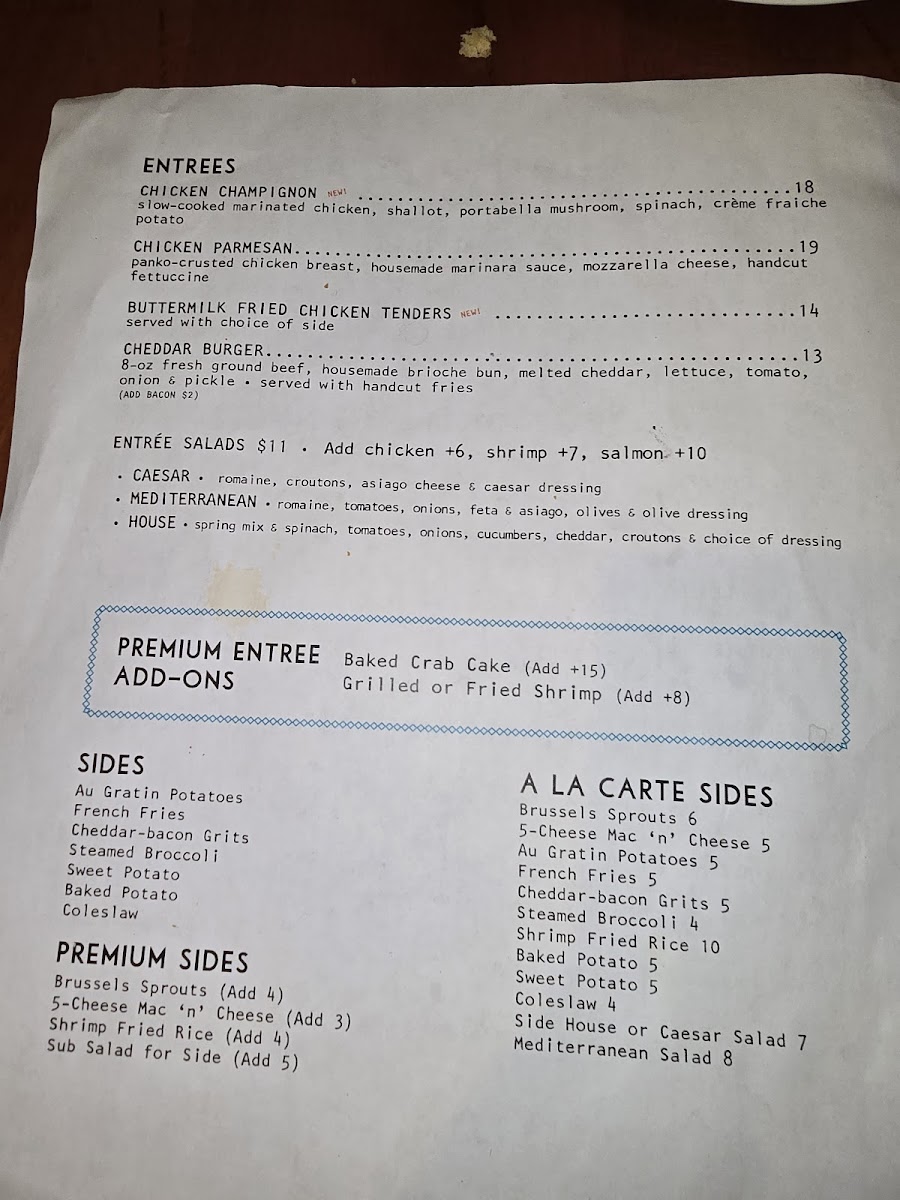 ENTREES
CHICKEN CHAMPIGNON NEW! ..................................................18
slow-cooked marinated chicken, shallot, portabella mushroom, spinach, crème fraiche
potato
CHICKEN PARMESAN..........................................................19
panko-crusted chicken breast, housemade marinara sauce, mozzarella cheese, handcut
fettuccine
BUTTERMILK FRIED CHICKEN TENDERS NEW! ..............................14
served with choice of side
CHEDDAR BURGER............................................................13
8-oz fresh ground beef, housemade brioche bun, melted cheddar, lettuce, tomato,
onion & pickle • served with handcut fries
(ADD BACON $2)
ENTRÉE SALADS $11 • Add chicken +6, shrimp +7, salmon +10
• CAESAR • romaine, croutons, asiago cheese & caesar dressing
• MEDITERRANEAN • romaine, tomatoes, onions, feta & asiago, olives & olive dressing
• HOUSE • spring mix & spinach, tomatoes, onions, cucumbers, cheddar, croutons & choice of dressing
PREMIUM ENTREE
ADD-ONS
Baked Crab Cake (Add +15)
Grilled or Fried Shrimp (Add +8)
SIDES
Au Gratin Potatoes
French Fries
Cheddar-bacon Grits
Steamed Broccoli
Sweet Potato
Baked Potato
Coleslaw
PREMIUM SIDES
Brussels Sprouts (Add 4)
5-Cheese Mac ‘n’ Cheese (Add 3)
Shrimp Fried Rice (Add 4)
Sub Salad for Side (Add 5)
A LA CARTE SIDES
Brussels Sprouts 6
5-Cheese Mac ‘n’ Cheese 5
Au Gratin Potatoes 5
French Fries 5
Cheddar-bacon Grits 5
Steamed Broccoli 4
Shrimp Fried Rice 10
Baked Potato 5
Sweet Potato 5
Coleslaw 4
Side House or Caesar Salad 7
Mediterranean Salad 8